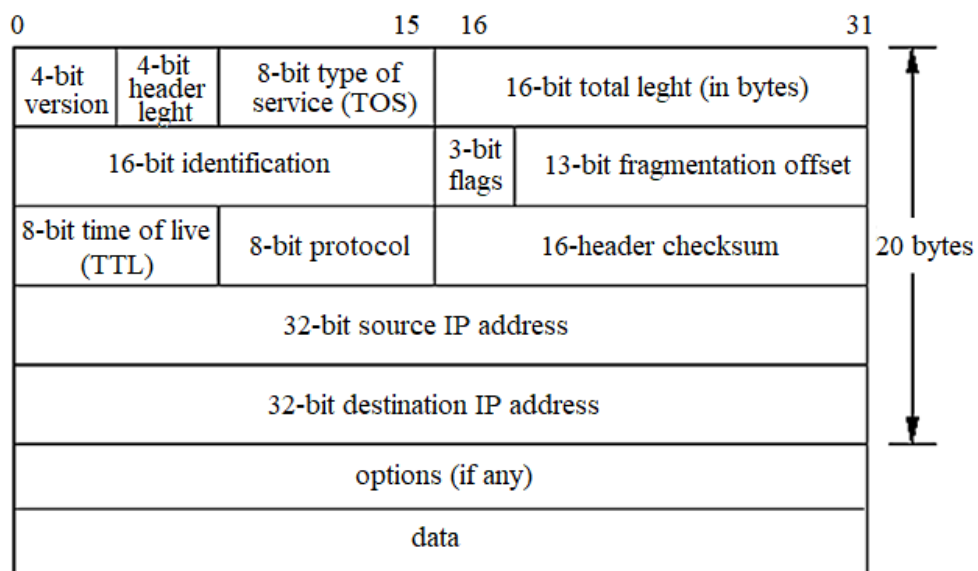 0 15 16 31
4-bit
version
4-bit
header
leght
8-bit type of
service (TOS)
16-bit total leght (in bytes)
16-bit identification
3-bit
flags
13-bit fragmentation offset
8-bit time of live
(TTL)
8-bit protocol
16-header checksum
20 bytes
32-bit source IP address
32-bit destination IP address
options (if any)
data